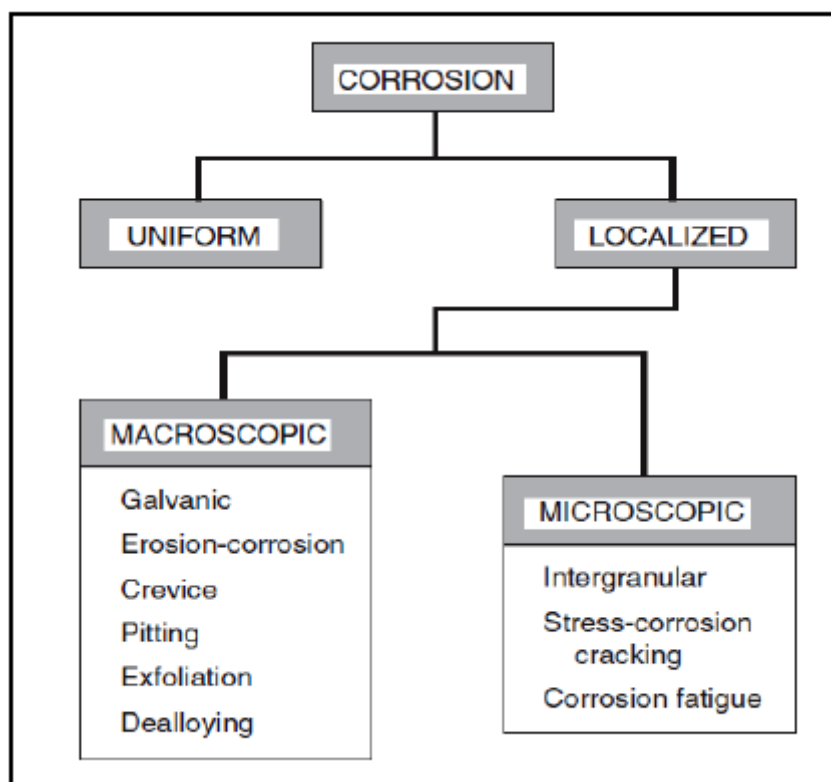 CORROSION
UNIFORM
LOCALIZED
MACROSCOPIC
Galvanic
Erosion-corrosion
Crevice
Pitting
Exfoliation
Dealloying
MICROSCOPIC
Intergranular
Stress-corrosion
cracking
Corrosion fatigue